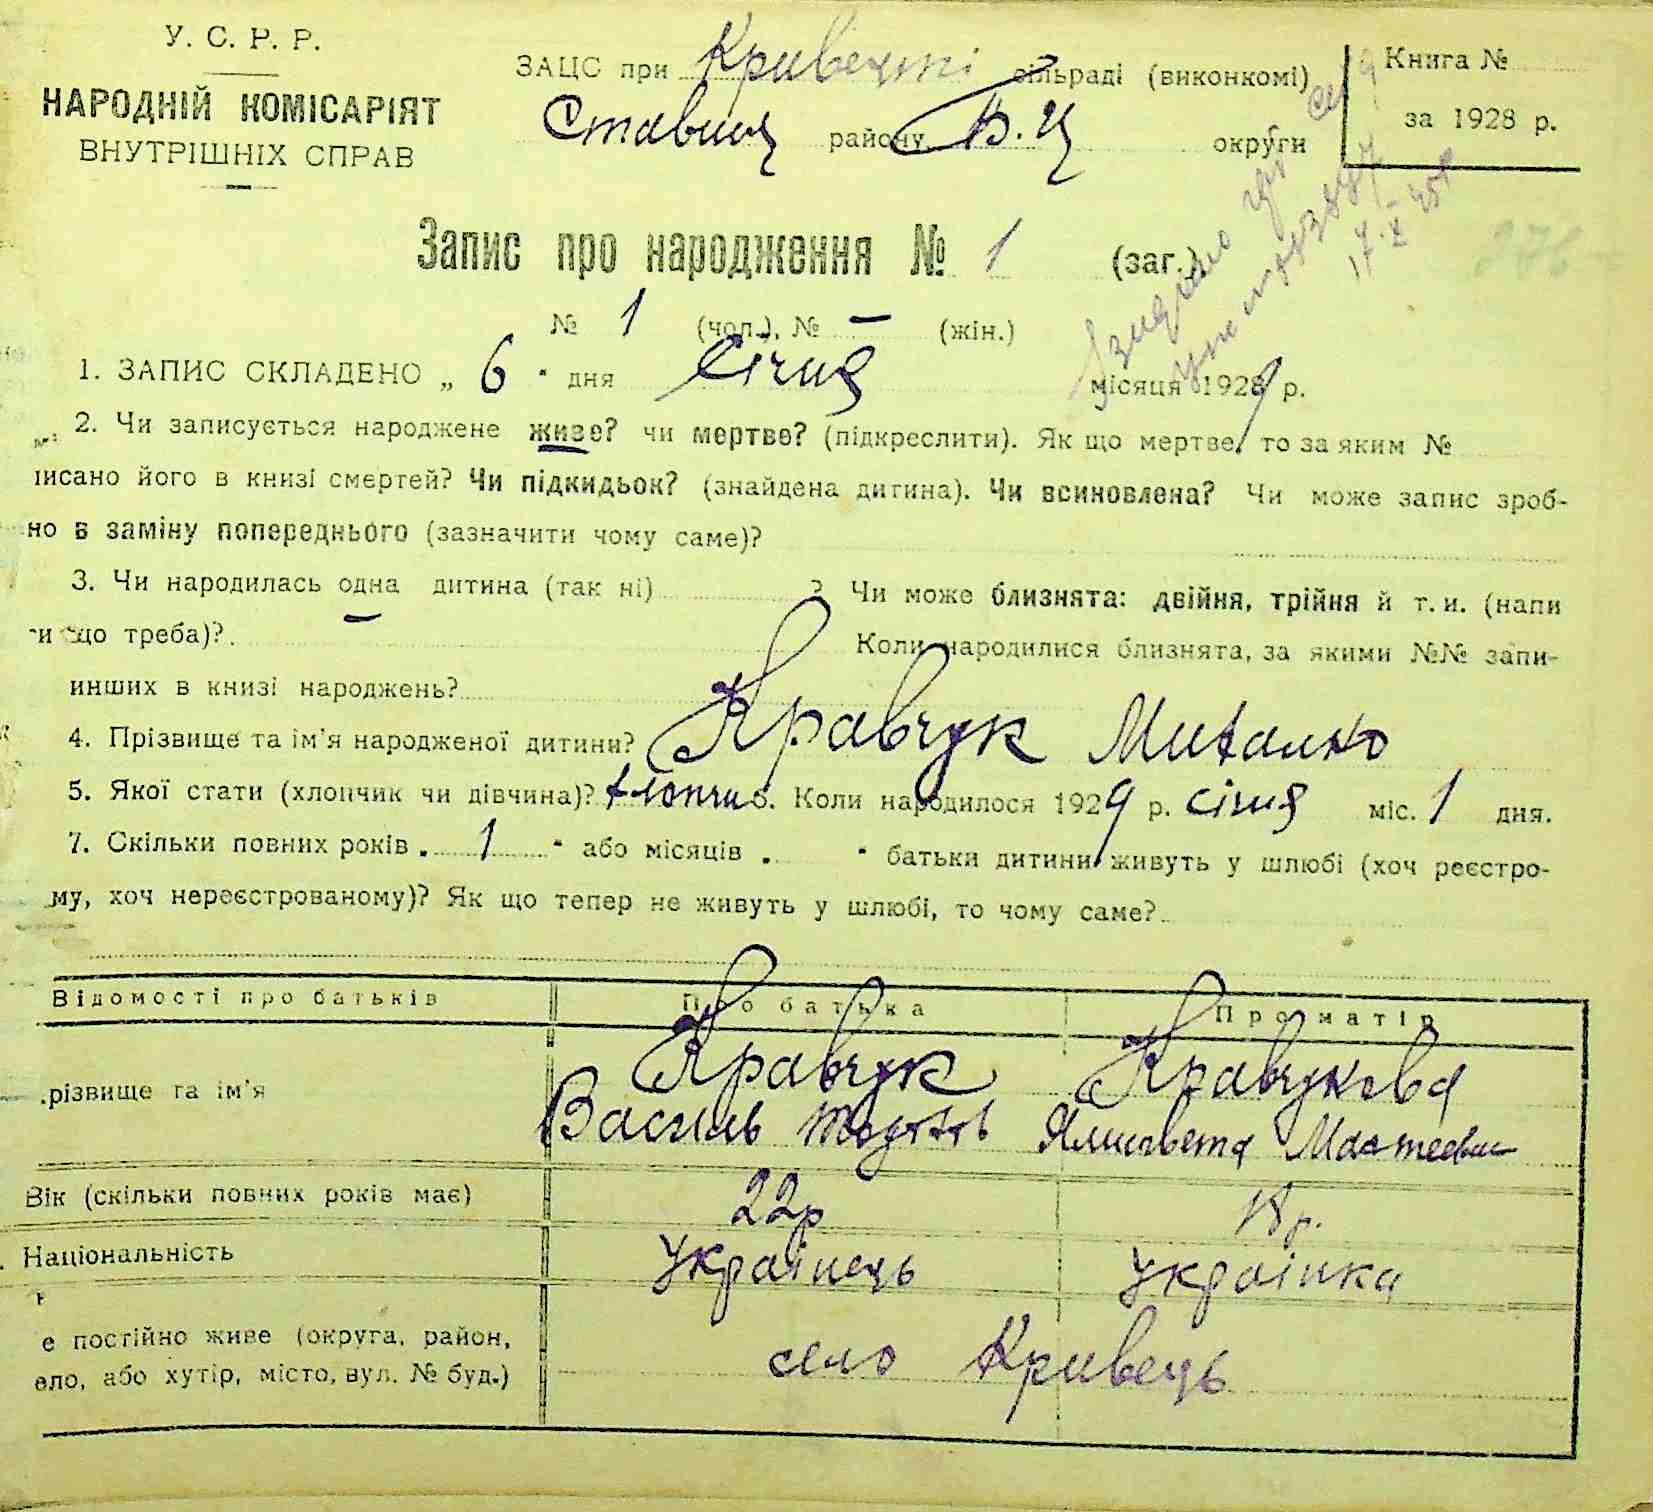 У. С. Р. Р.
НАРОДНІЙ КОМІСАРІЯТ
ВНУТРІШНІХ СПРАВ
ЗАЦС при Кривецькі сільраді (виконкомі)
Ставищ району Б. Ц округи
Книга №
за 1928 р.
Запис про народження № 1 (заг.)
№ 1 (чол.), № — (жін.)
1. ЗАПИС СКЛАДЕНО „ 6 " дня Січня місяця 1929 р.
2. Чи записується народжене живе? чи мертве? (підкреслити). Як що мертве, то за яким №
писано його в книзі смертей? Чи підкидьок? (знайдена дитина). Чи всиновлена? Чи може запис зроб-
но в заміну попереднього (зазначити чому саме)?
3. Чи народилась одна дитина (так ні) ? Чи може близнята: двійня, трійня й т. и. (напи
ти що треба)?
Коли народилися близнята, за якими №№ запи-
инших в книзі народжень?
4. Прізвище та ім'я народженої дитини? Кравчук Михалко
5. Якої стати (хлопчик чи дівчина)? хлопчик 6. Коли народилося 1929 р. січня міс. 1 дня.
7. Скільки повних років . 1 " або місяців . " батьки дитини живуть у шлюбі (хоч реєстро-
му, хоч нереєстрованому)? Як що тепер не живуть у шлюбі, то чому саме?
Відомості про батьків Про батька Про матір
різвище та ім'я Кравчук Кравчукова
Василь
Вік (скільки повних років має) 22р 18 р.
Національність Українець Українка
е постійно живе (округа, район,
ело, або хутір, місто, вул. № буд.) село Кривець